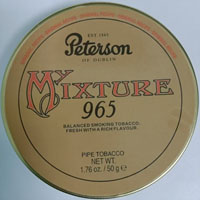 EST. 1865
Peterson
OF DUBLIN
MY MIXTURE
965
BALANCED SMOKING TOBACCO,
FRESH WITH A RICH FLAVOUR.
PIPE TOBACCO
NET WT.
1.76 oz. / 50 g e